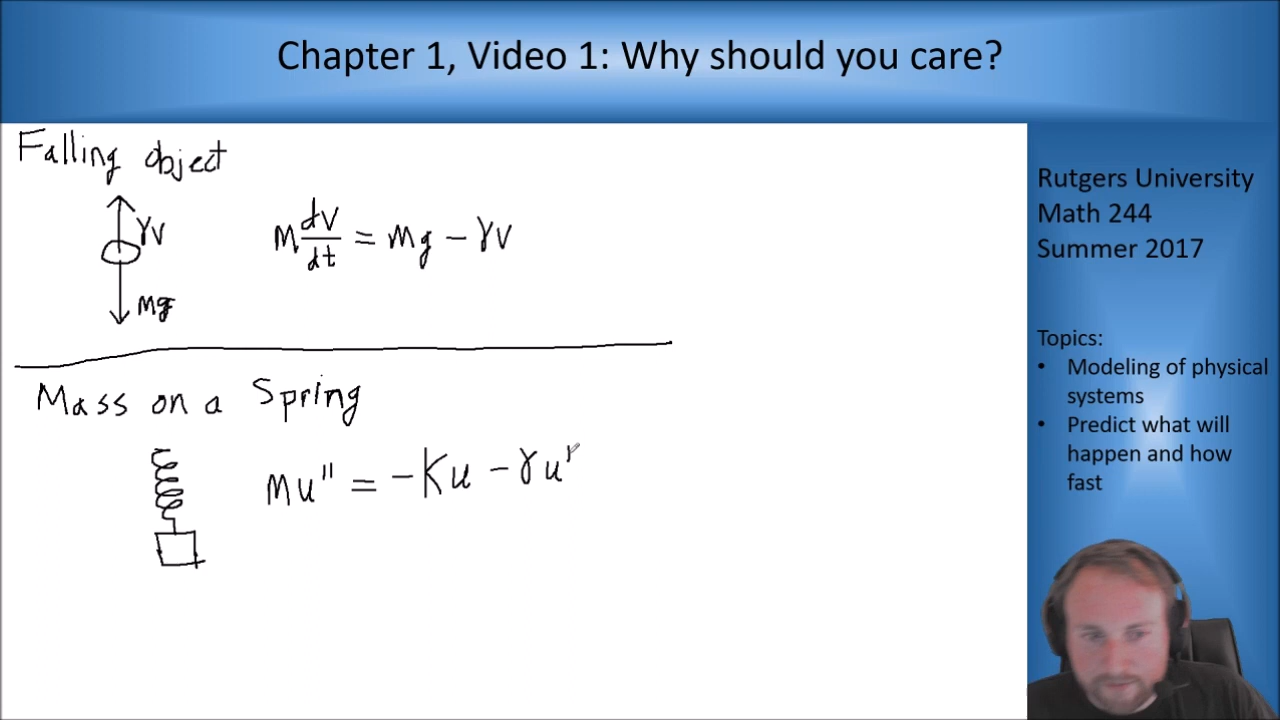 Chapter 1, Video 1: Why should you care?
Falling object
γv
mg
m dv/dt = mg - γv
Mass on a Spring
mu'' = -Ku - γu'
Rutgers University
Math 244
Summer 2017
Topics:
• Modeling of physical
systems
• Predict what will
happen and how
fast